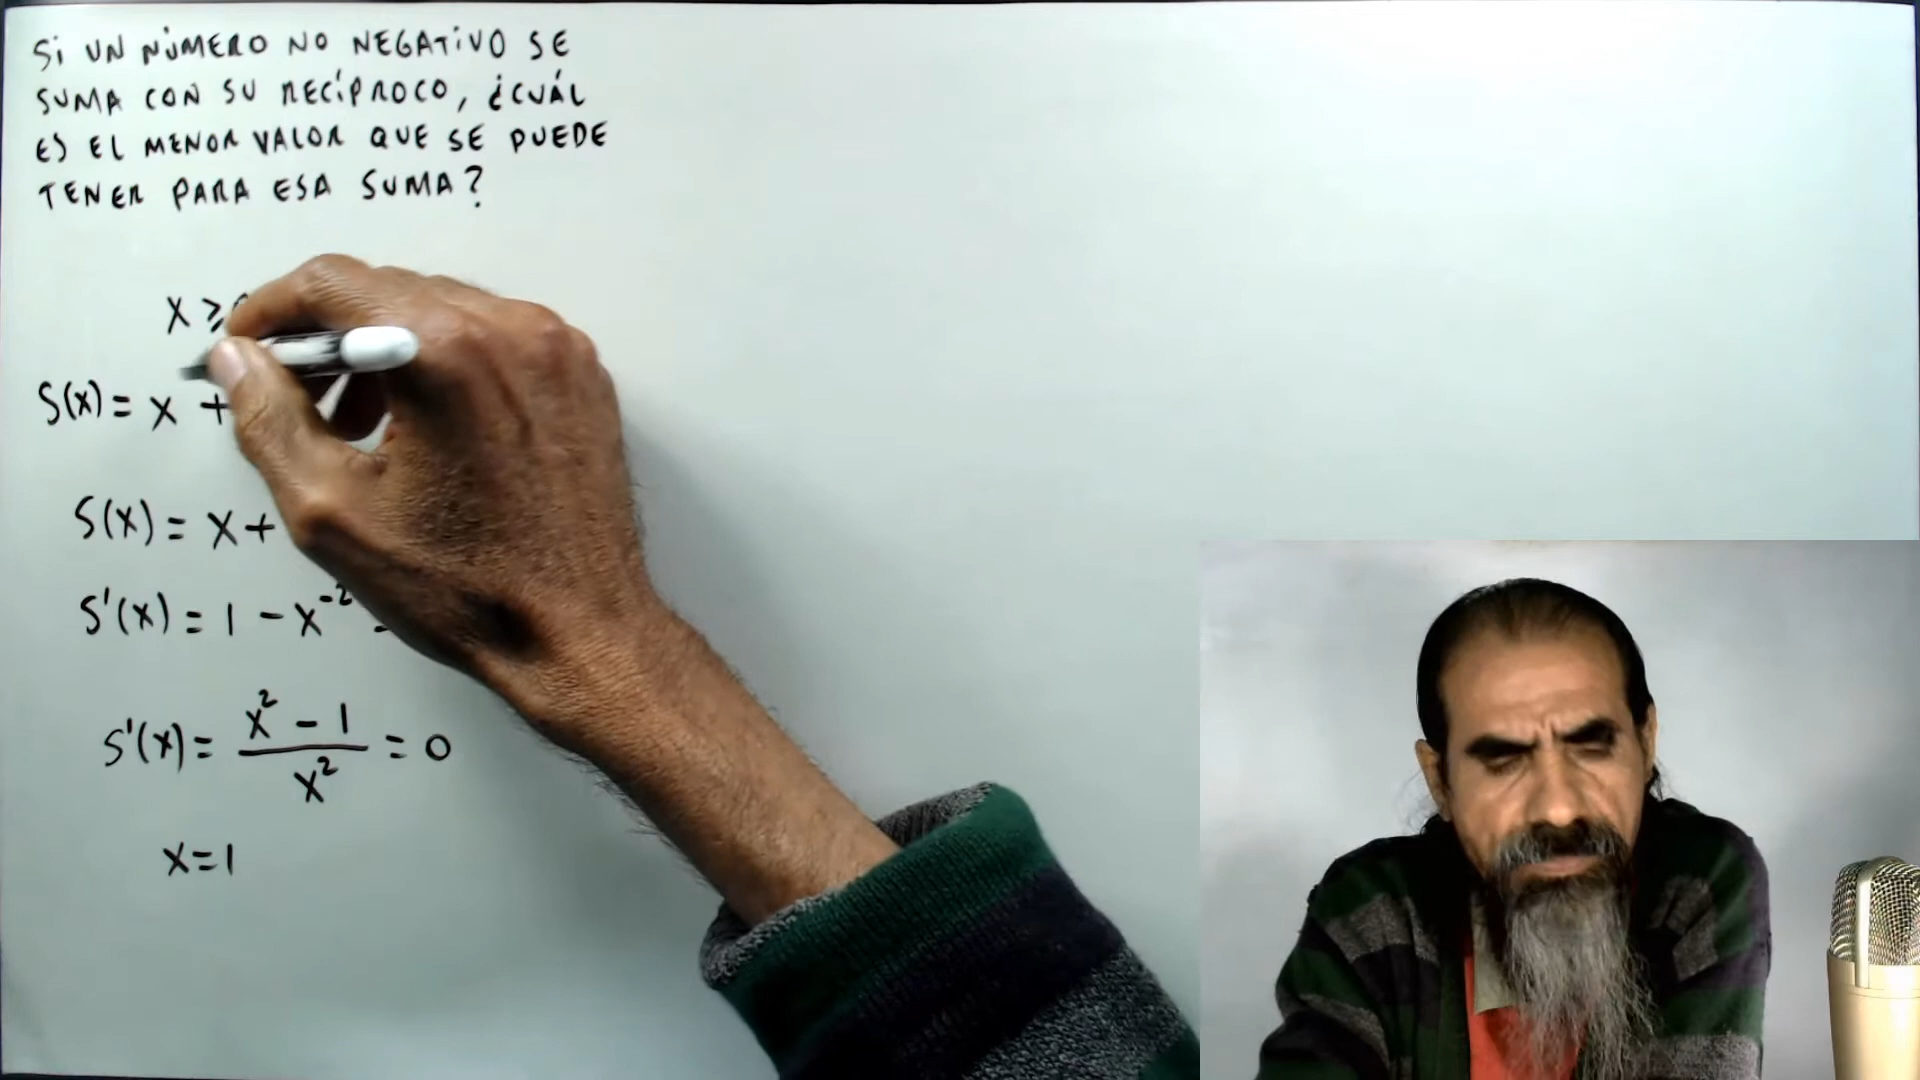 Si UN NÚMERO NO NEGATIVO SE
SUMA CON SU RECÍPROCO, ¿CUÁL
ES EL MENOR VALOR QUE SE PUEDE
TENER PARA ESA SUMA?
x ≥
S(x) = x +
S(x) = x +
S'(x) = 1 - x⁻²
S'(x) = (x² - 1)/x² = 0
x = 1